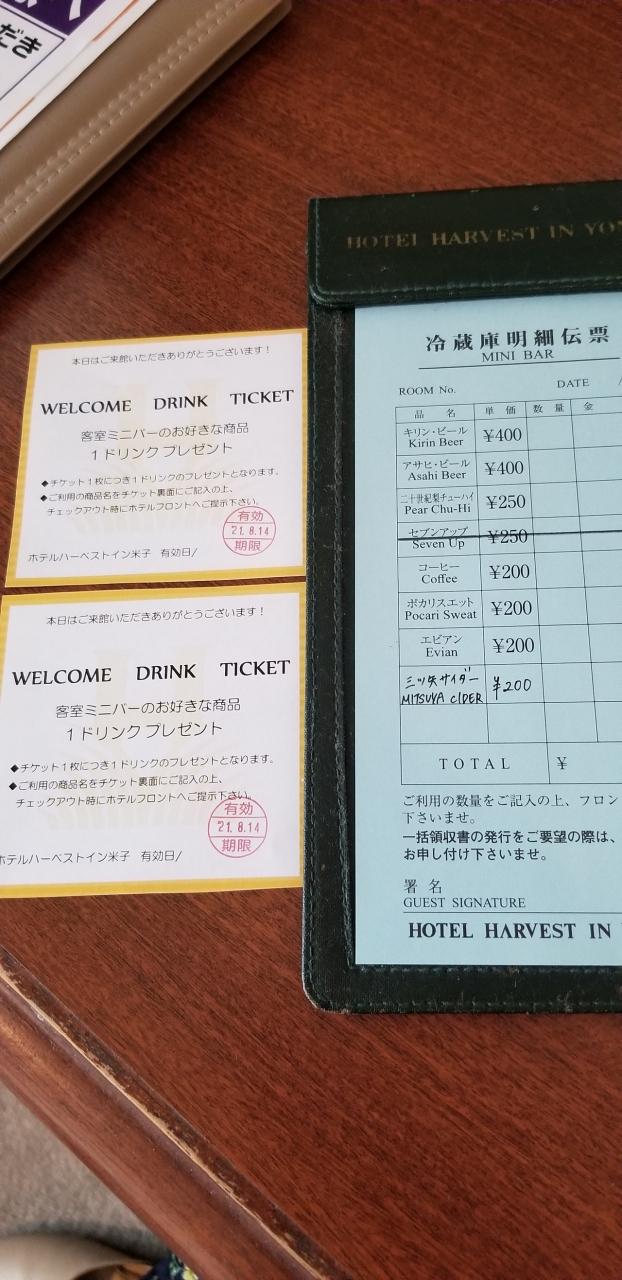 だき
本日はご来館いただきありがとうございます！
WELCOME DRINK TICKET
客室ミニバーのお好きな商品
1ドリンクプレゼント
◆チケット1枚につき1ドリンクのプレゼントとなります。
◆ご利用の商品名をチケット裏面にご記入の上、
チェックアウト時にホテルフロントへご提示下さい。
有効
'21. 8.14
期限
ホテルハーベストイン米子 有効日/
本日はご来館いただきありがとうございます！
WELCOME DRINK TICKET
客室ミニバーのお好きな商品
1ドリンクプレゼント
◆チケット1枚につき1ドリンクのプレゼントとなります。
◆ご利用の商品名をチケット裏面にご記入の上、
チェックアウト時にホテルフロントへご提示下さい。
有効
'21. 8.14
期限
ホテルハーベストイン米子 有効日/
HOTEL HARVEST IN YO
冷蔵庫明細伝票
MINI BAR
ROOM No. DATE /
品名 単価 数量 金
キリン・ビール
Kirin Beer ¥400
アサヒ・ビール
Asahi Beer ¥400
二十世紀梨チューハイ
Pear Chu-Hi ¥250
セブンアップ
Seven Up ¥250
コーヒー
Coffee ¥200
ポカリスエット
Pocari Sweat ¥200
エビアン
Evian ¥200
三ツ矢サイダー
MITSUYA CIDER ¥200
TOTAL ¥
ご利用の数量をご記入の上、フロン
下さいませ。
一括領収書の発行をご要望の際は、
お申し付け下さいませ。
署名
GUEST SIGNATURE
HOTEL HARVEST IN